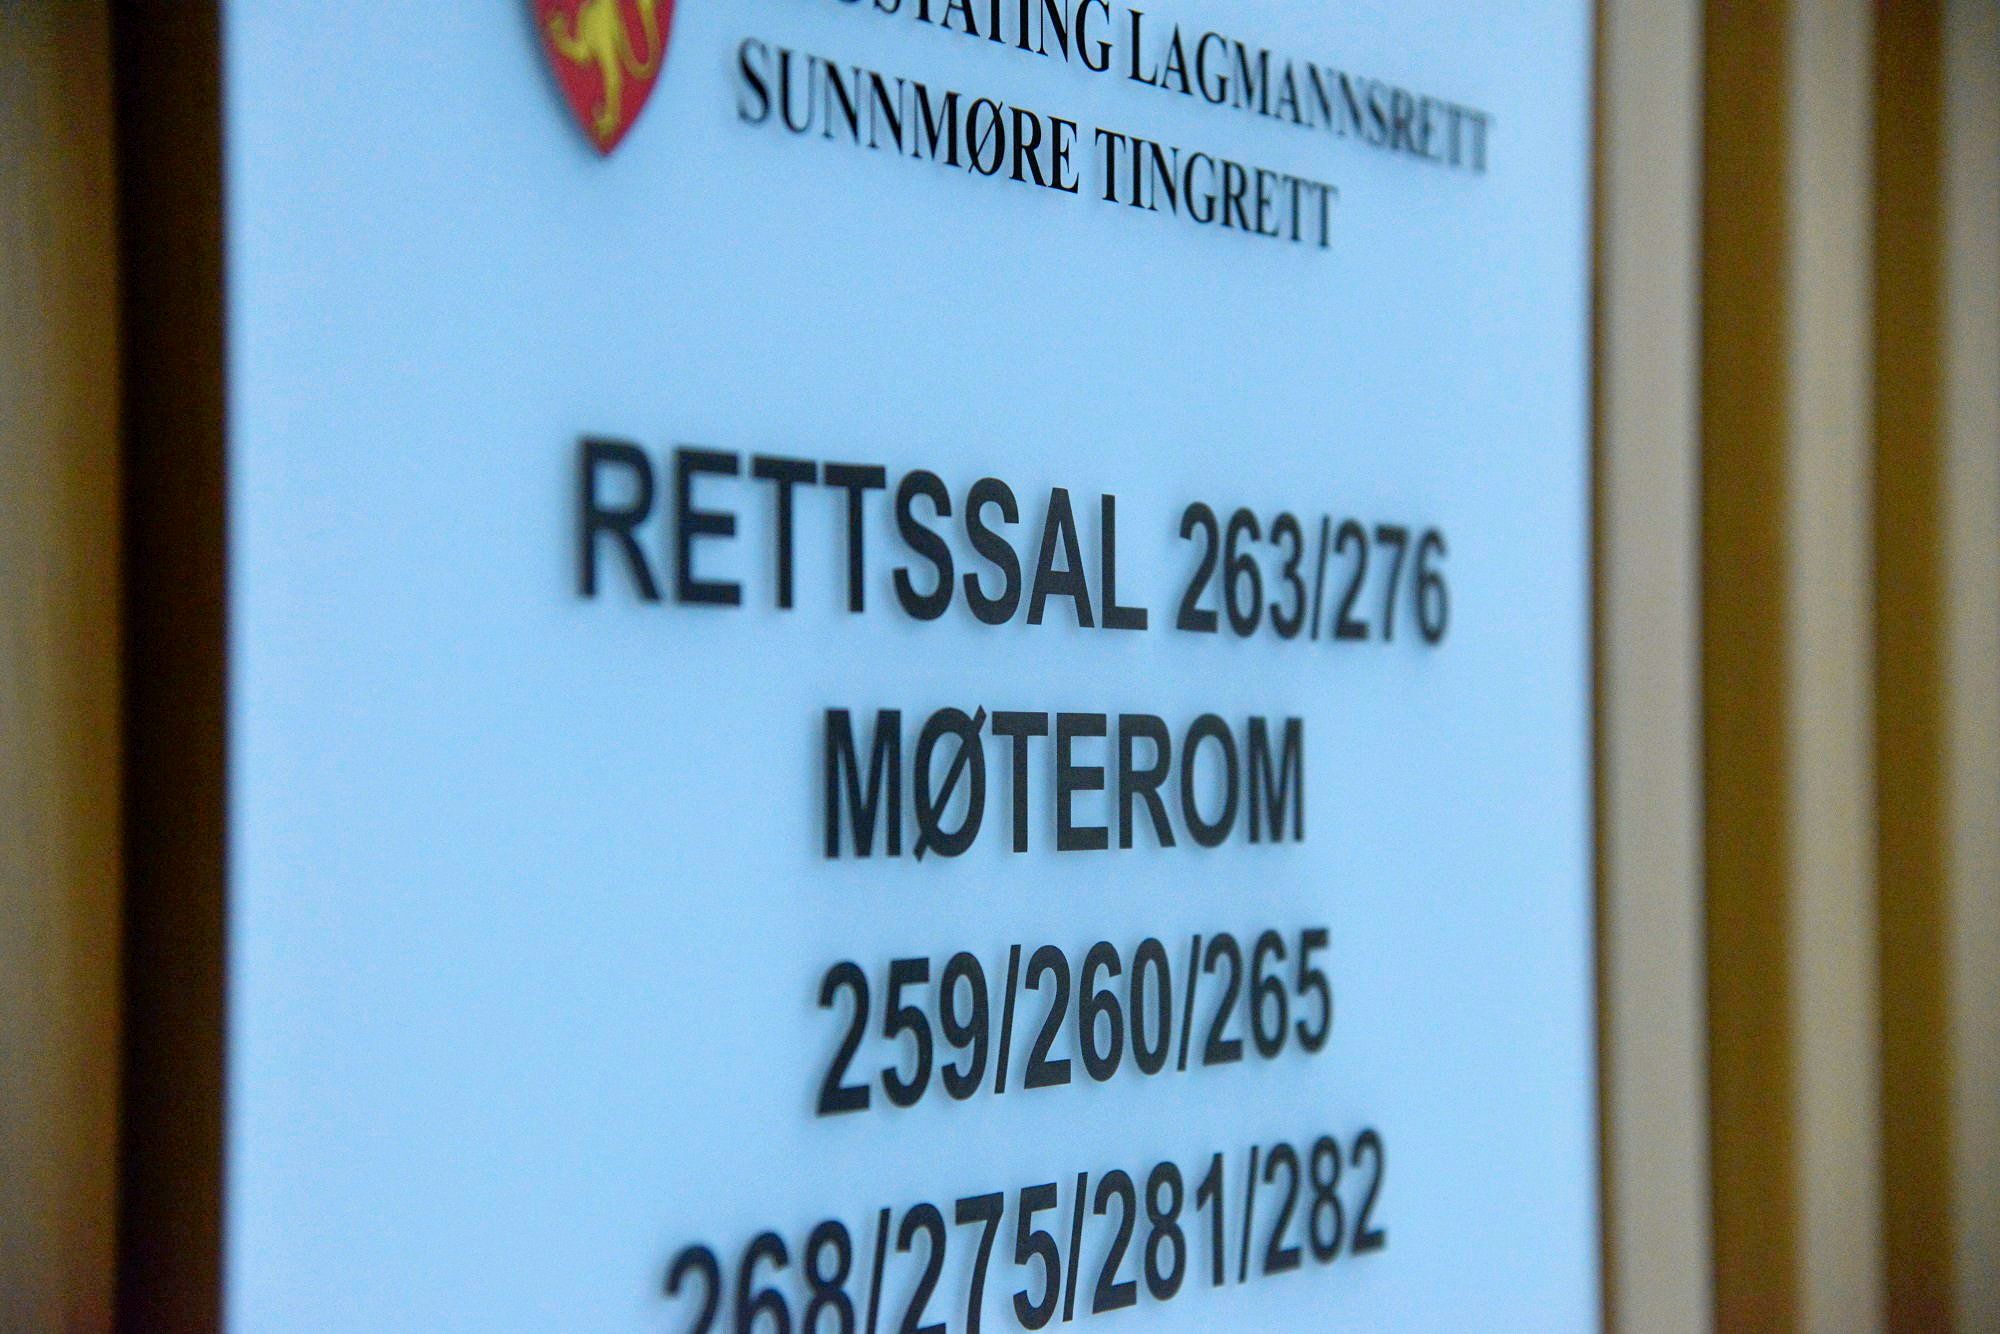 LAGMANNSRETT
SUNNMØRE TINGRETT
RETTSSAL 263/276
MØTEROM
259/260/265
268/275/281/282